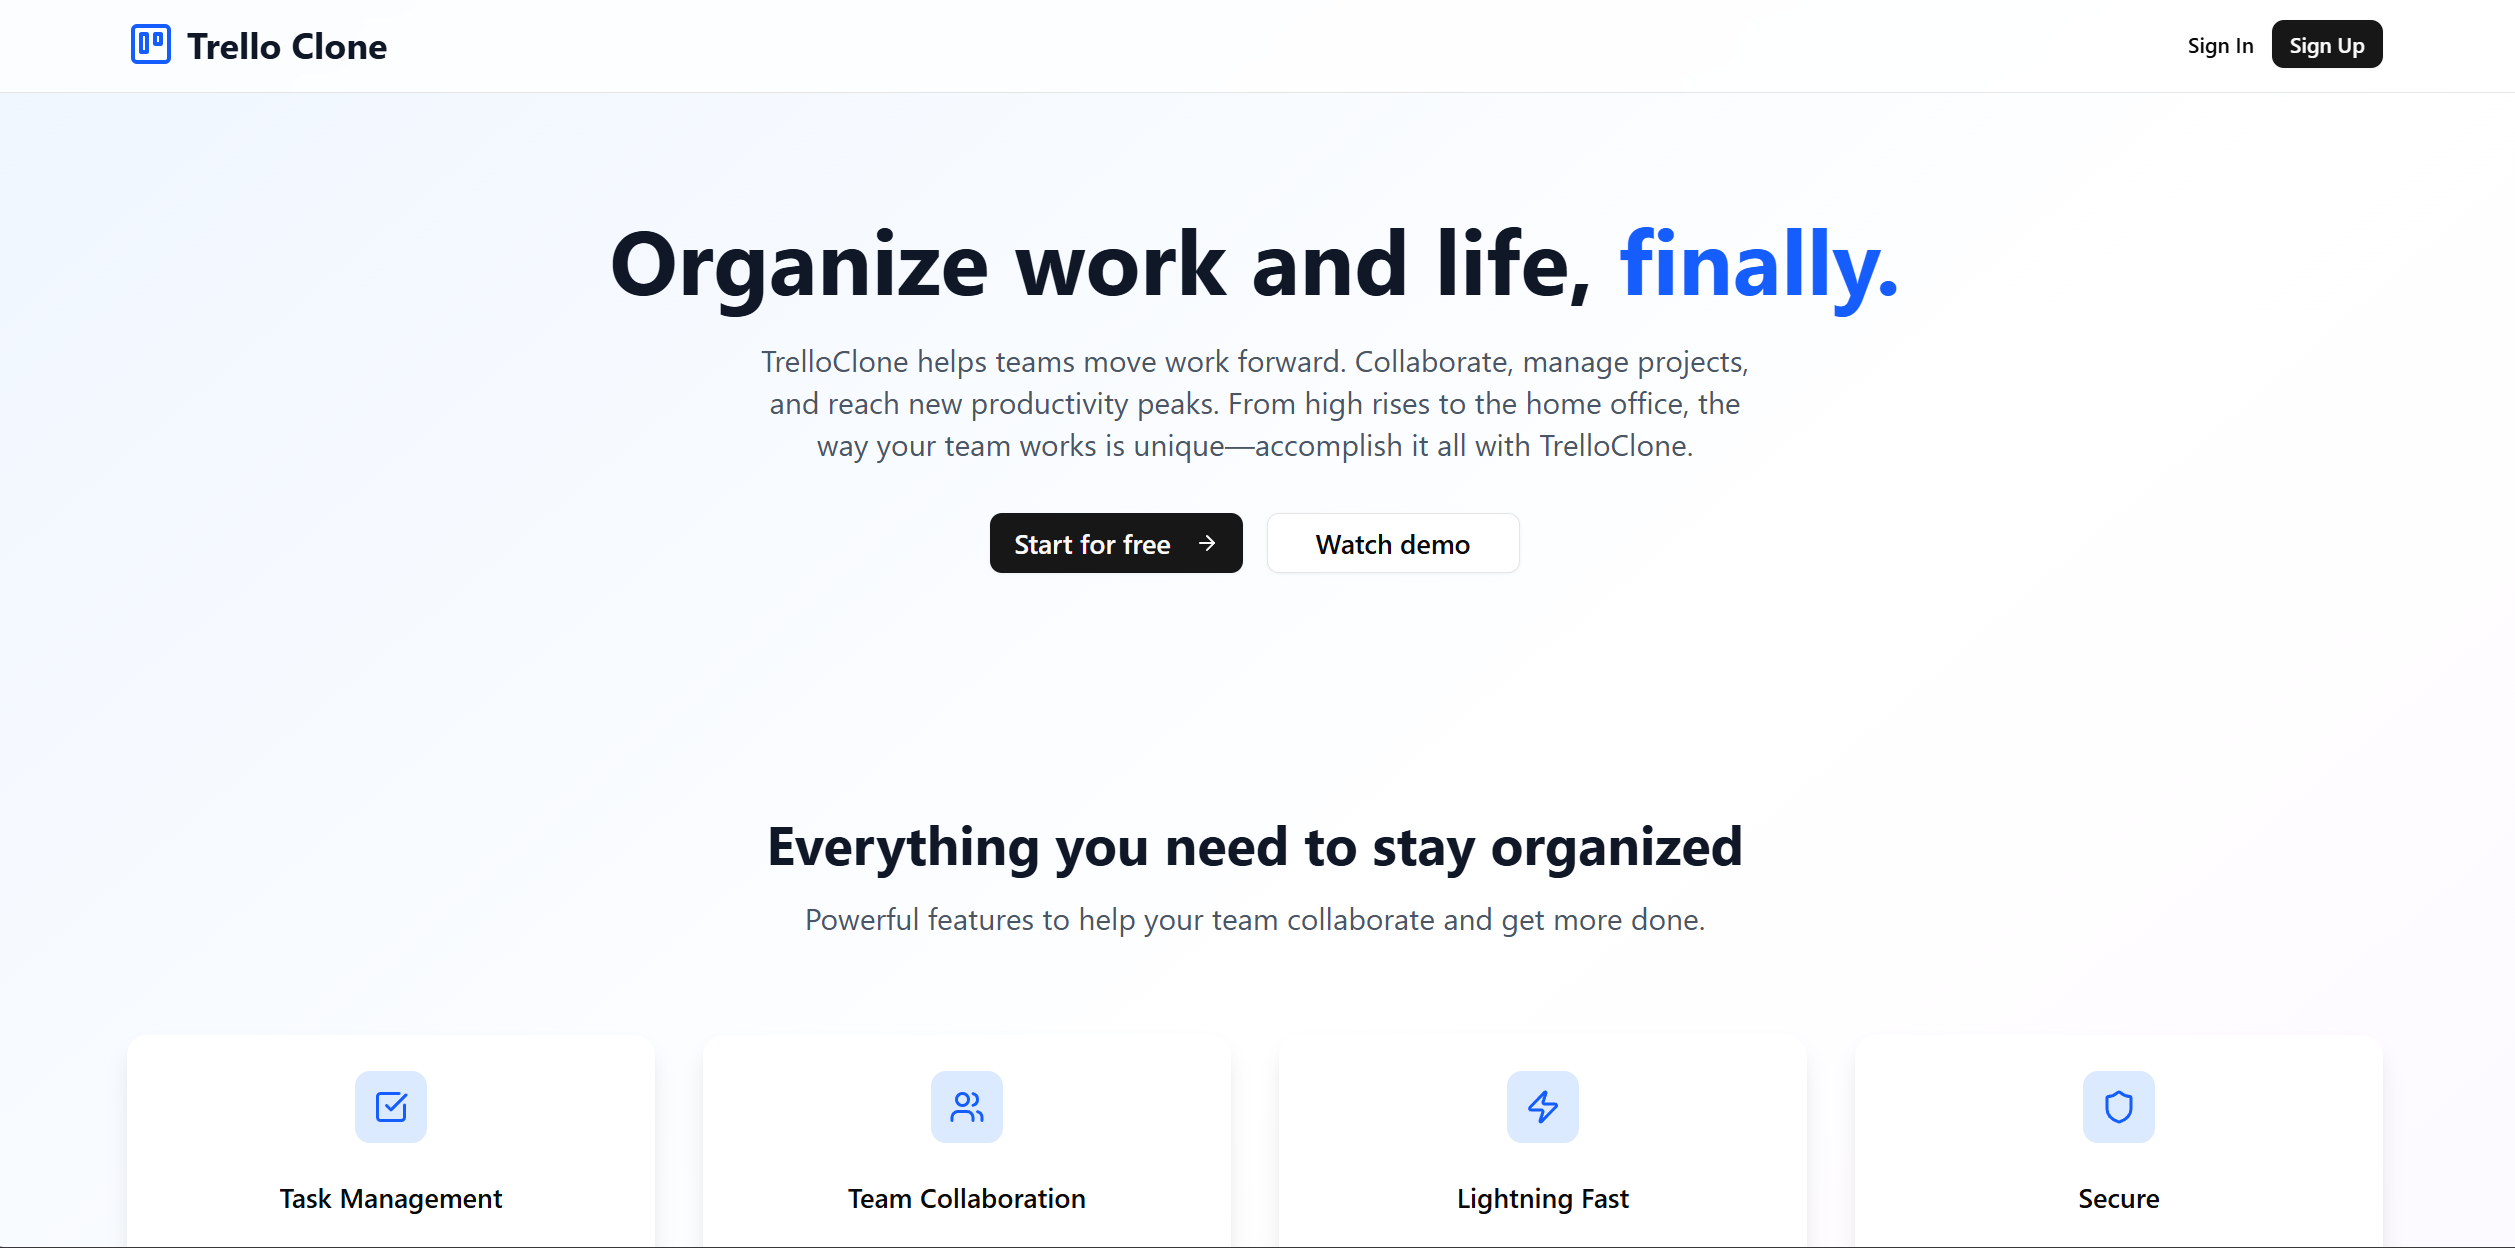 Trello Clone
Sign In
Sign Up
Organize work and life, finally.
TrelloClone helps teams move work forward. Collaborate, manage projects,
and reach new productivity peaks. From high rises to the home office, the
way your team works is unique—accomplish it all with TrelloClone.
Start for free
Watch demo
Everything you need to stay organized
Powerful features to help your team collaborate and get more done.
Task Management
Team Collaboration
Lightning Fast
Secure